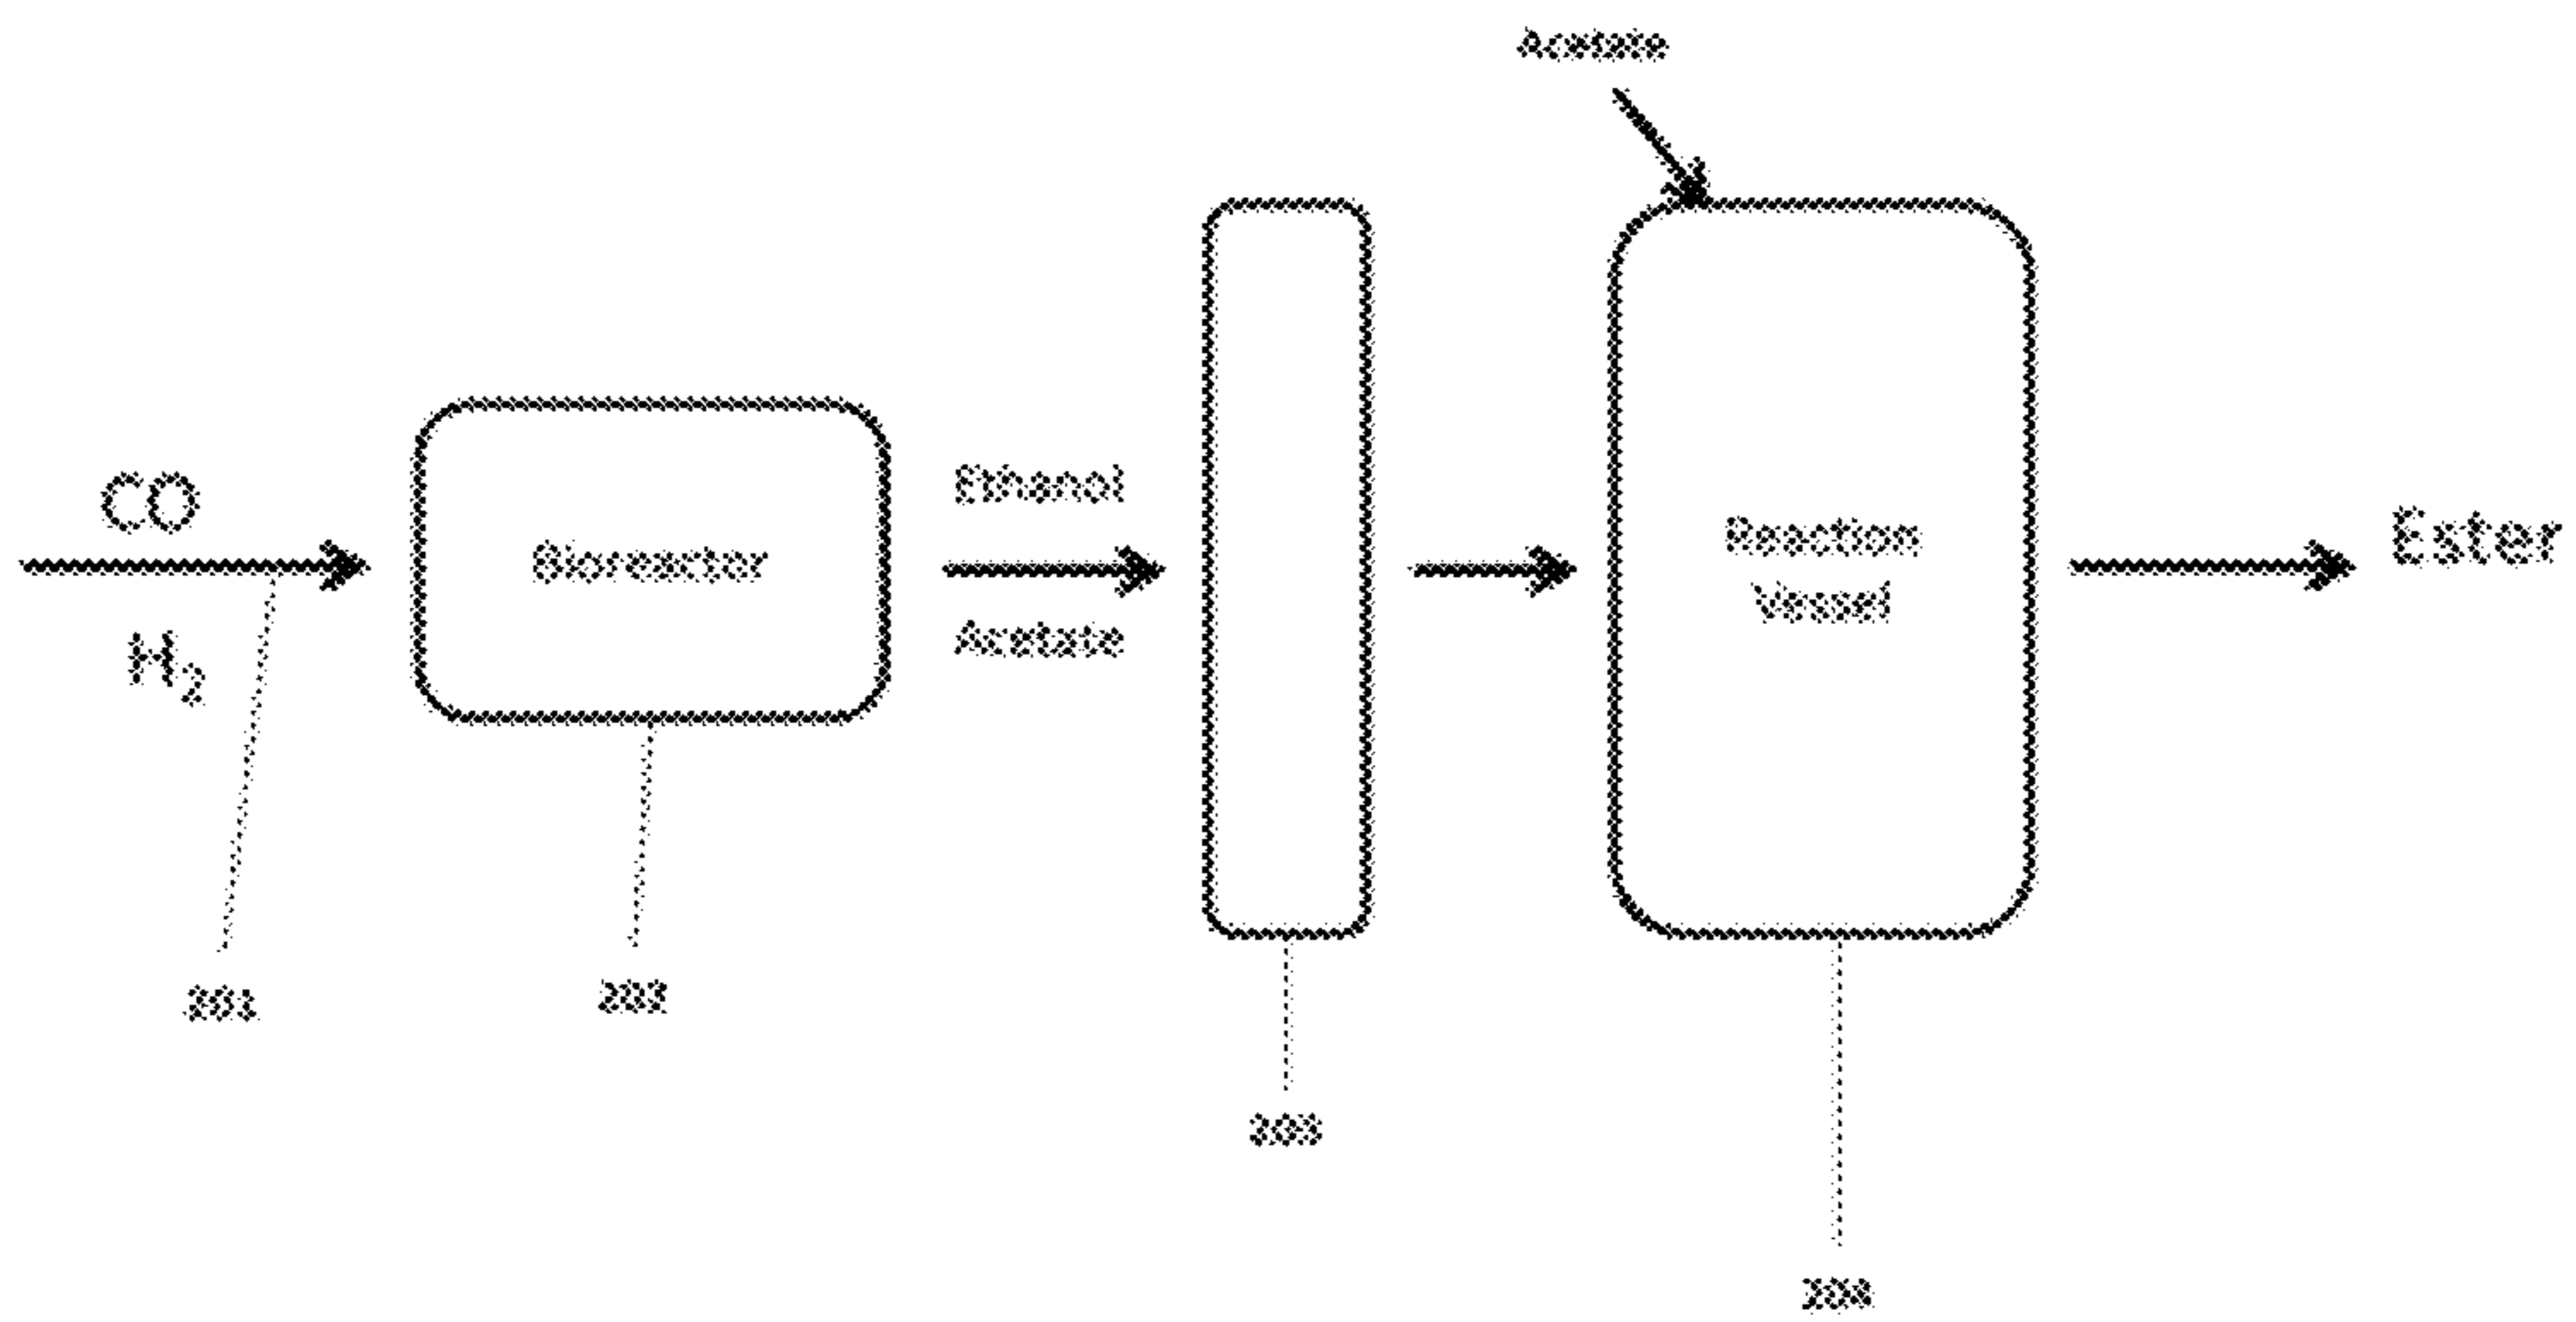 Acetate
CO
H2
Bioreactor
Ethanol
Acetate
Reaction
Vessel
Ester
201
202
203
204